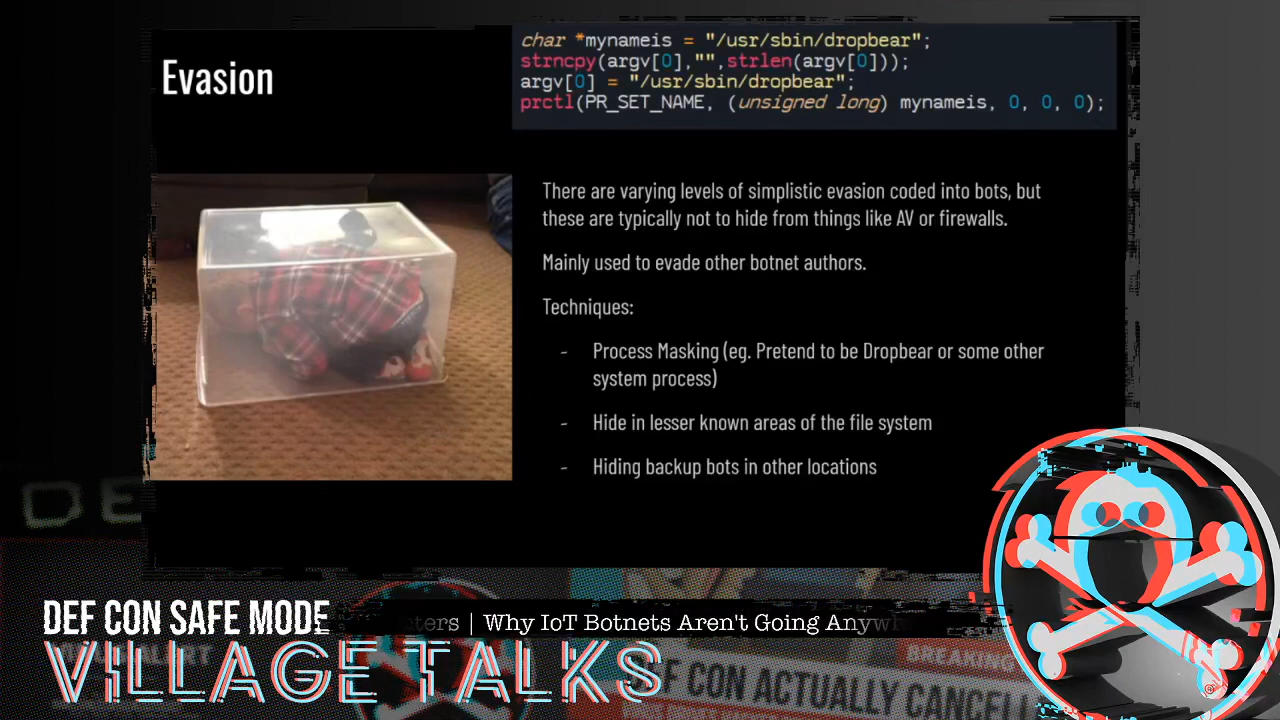 Evasion
char *mynameis = "/usr/sbin/dropbear";
strncpy(argv[0],"",strlen(argv[0]));
argv[0] = "/usr/sbin/dropbear";
prctl(PR_SET_NAME, (unsigned long) mynameis, 0, 0, 0);
There are varying levels of simplistic evasion coded into bots, but
these are typically not to hide from things like AV or firewalls.
Mainly used to evade other botnet authors.
Techniques:
- Process Masking (eg. Pretend to be Dropbear or some other
system process)
- Hide in lesser known areas of the file system
- Hiding backup bots in other locations
DEF CON SAFE MODE
ters | Why IoT Botnets Aren't Going Anyw
VILLAGE TALKS
BREAKING
DEF CON ACTUALLY CANCELL